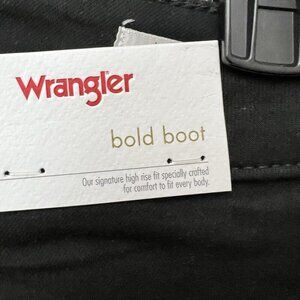 Wrangler
bold boot
Our signature high rise fit specially crafted
for comfort to fit every body.